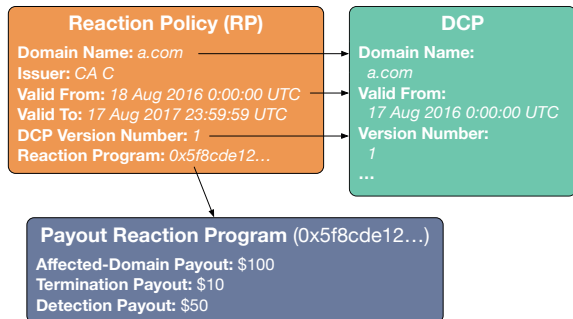 Reaction Policy (RP)
Domain Name: a.com
Issuer: CA C
Valid From: 18 Aug 2016 0:00:00 UTC
Valid To: 17 Aug 2017 23:59:59 UTC
DCP Version Number: 1
Reaction Program: 0x5f8cde12...
DCP
Domain Name:
a.com
Valid From:
17 Aug 2016 0:00:00 UTC
Version Number:
1
...
Payout Reaction Program (0x5f8cde12...)
Affected-Domain Payout: $100
Termination Payout: $10
Detection Payout: $50